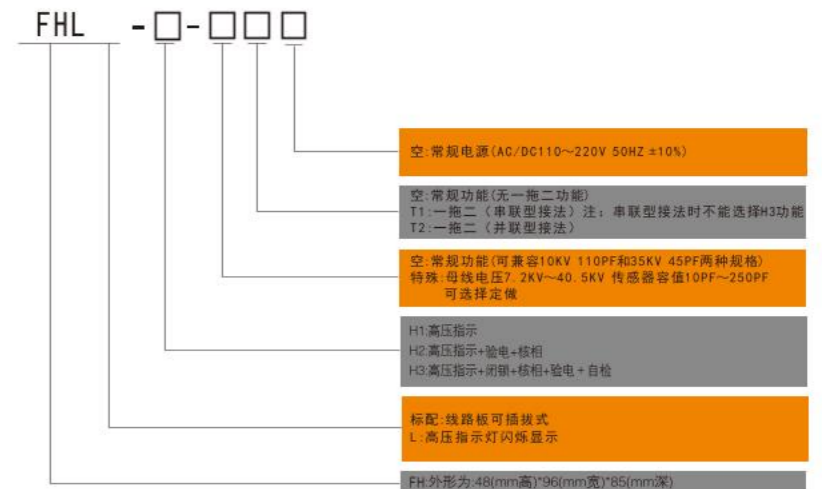 FHL -□-□□□
空:常规电源(AC/DC110～220V 50HZ ±10%)
空:常规功能(无一拖二功能)
T1:一拖二（串联型接法）注：串联型接法时不能选择H3功能
T2:一拖二（并联型接法）
空:常规功能(可兼容10KV 110PF和35KV 45PF两种规格)
特殊:母线电压7.2KV～40.5KV 传感器容值10PF～250PF
可选择定做
H1:高压指示
H2:高压指示+验电+核相
H3:高压指示+闭锁+核相+验电＋自检
标配:线路板可插拔式
L:高压指示灯闪烁显示
FH:外形为:48(mm高)*96(mm宽)*85(mm深)